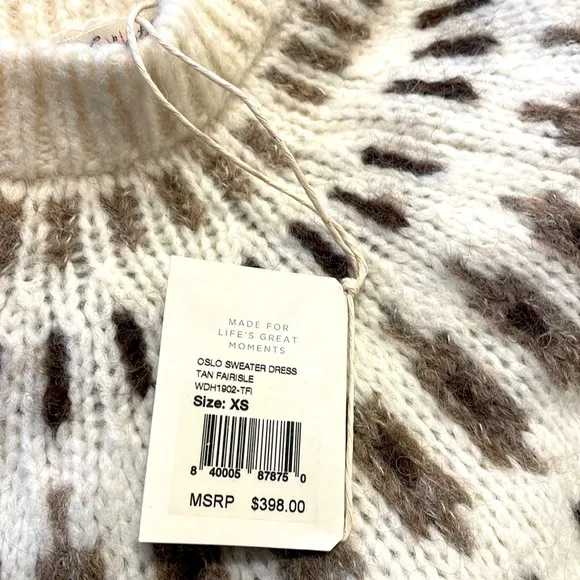 MADE FOR
LIFE'S GREAT
MOMENTS
OSLO SWEATER DRESS
TAN FAIRISLE
WDH1902-TFI
Size: XS
8 40005 87875 0
MSRP $398.00